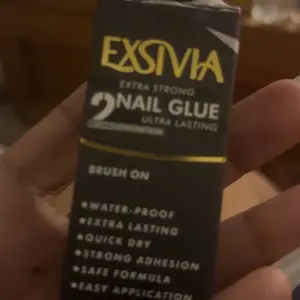 EXSIVIA
EXTRA STRONG
2 NAIL GLUE
ULTRA LASTING
BRUSH ON
•WATER-PROOF
•EXTRA LASTING
•QUICK DRY
•STRONG ADHESION
•SAFE FORMULA
•EASY APPLICATION